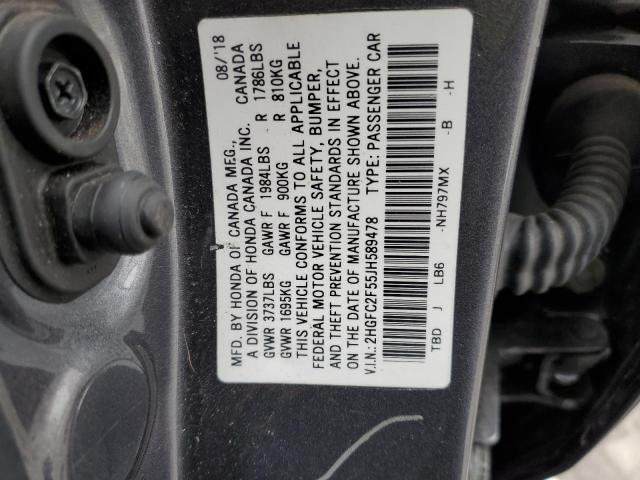 MFD. BY HONDA OF CANADA MFG., 08/'18
A DIVISION OF HONDA CANADA INC. CANADA
GVWR 3737LBS GAWR F 1984LBS - R 1786LBS
GVWR 1695KG GAWR F 900KG R 810KG
THIS VEHICLE CONFORMS TO ALL APPLICABLE
FEDERAL MOTOR VEHICLE SAFETY, BUMPER,
AND THEFT PREVENTION STANDARDS IN EFFECT
ON THE DATE OF MANUFACTURE SHOWN ABOVE.
V.I.N.: 2HGFC2F55JH589478 TYPE: PASSENGER CAR
TBD J LB6 -NH797MX -B -H